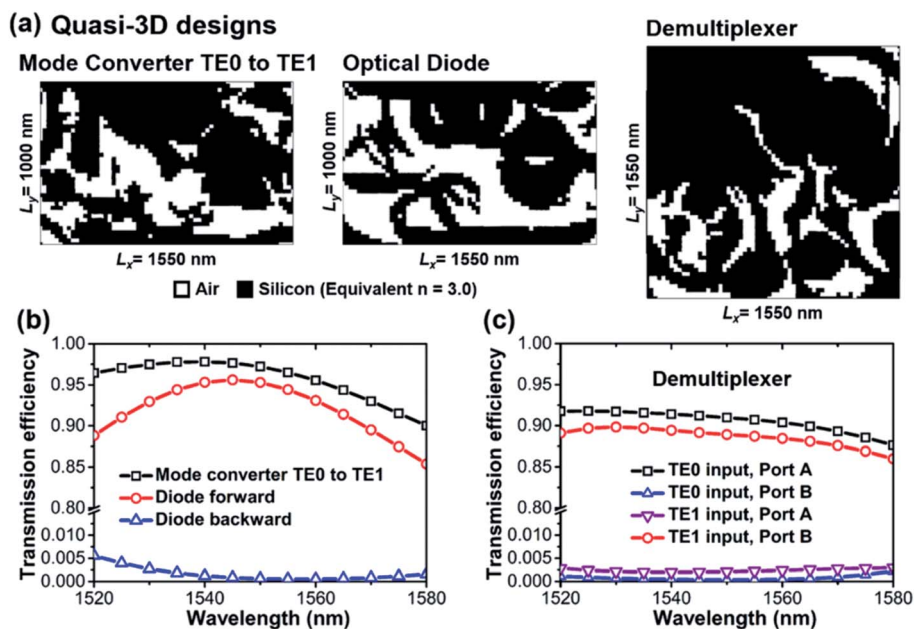 (a) Quasi-3D designs
Mode Converter TE0 to TE1
Optical Diode
Demultiplexer
Ly= 1000 nm
Lx= 1550 nm
Ly= 1000 nm
Lx= 1550 nm
Ly= 1550 nm
Lx= 1550 nm
Air
Silicon (Equivalent n = 3.0)
(b)
Transmission efficiency
1.00
0.95
0.90
0.85
0.80
0.010
0.005
0.000
Mode converter TE0 to TE1
Diode forward
Diode backward
1520 1540 1560 1580
Wavelength (nm)
(c)
Transmission efficiency
1.00
0.95
0.90
0.85
0.80
0.010
0.005
0.000
Demultiplexer
TE0 input, Port A
TE0 input, Port B
TE1 input, Port A
TE1 input, Port B
1520 1540 1560 1580
Wavelength (nm)